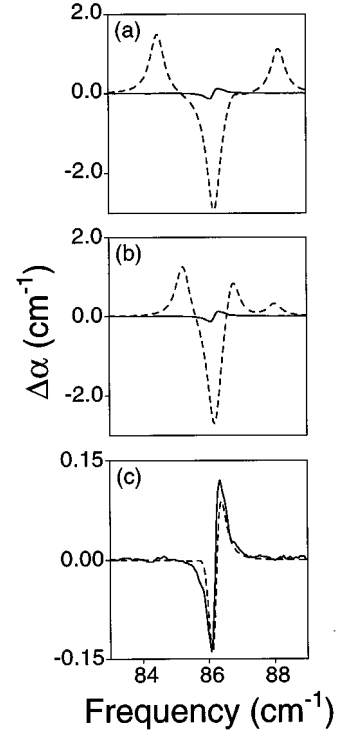 2.0
(a)
0.0
-2.0
2.0
(b)
0.0
-2.0
Δα (cm⁻¹)
0.15
(c)
0.00
-0.15
84 86 88
Frequency (cm⁻¹)